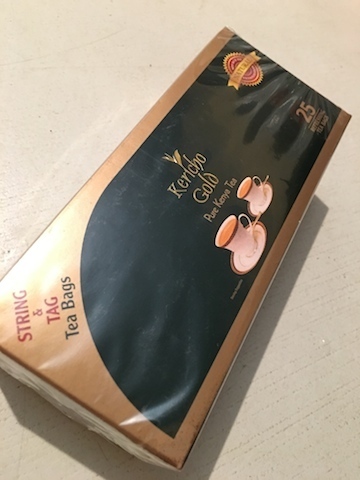 25
Kericho
Gold
Pure Kenya Tea
STRING
&
TAG
Tea Bags